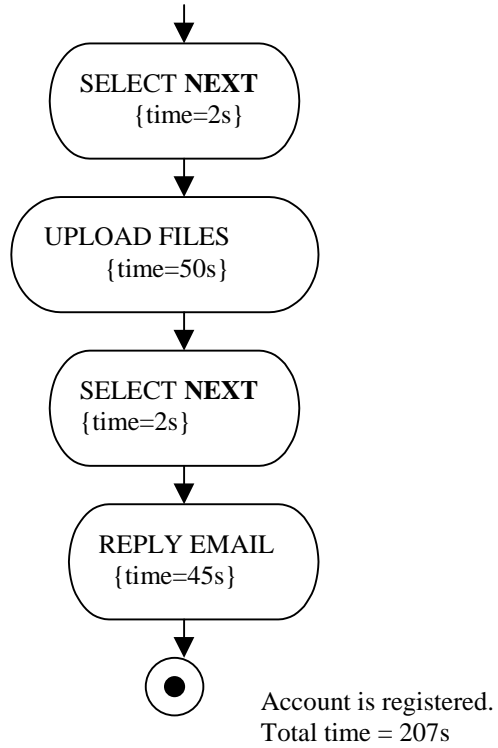 SELECT NEXT
{time=2s}
UPLOAD FILES
{time=50s}
SELECT NEXT
{time=2s}
REPLY EMAIL
{time=45s}
Account is registered.
Total time = 207s